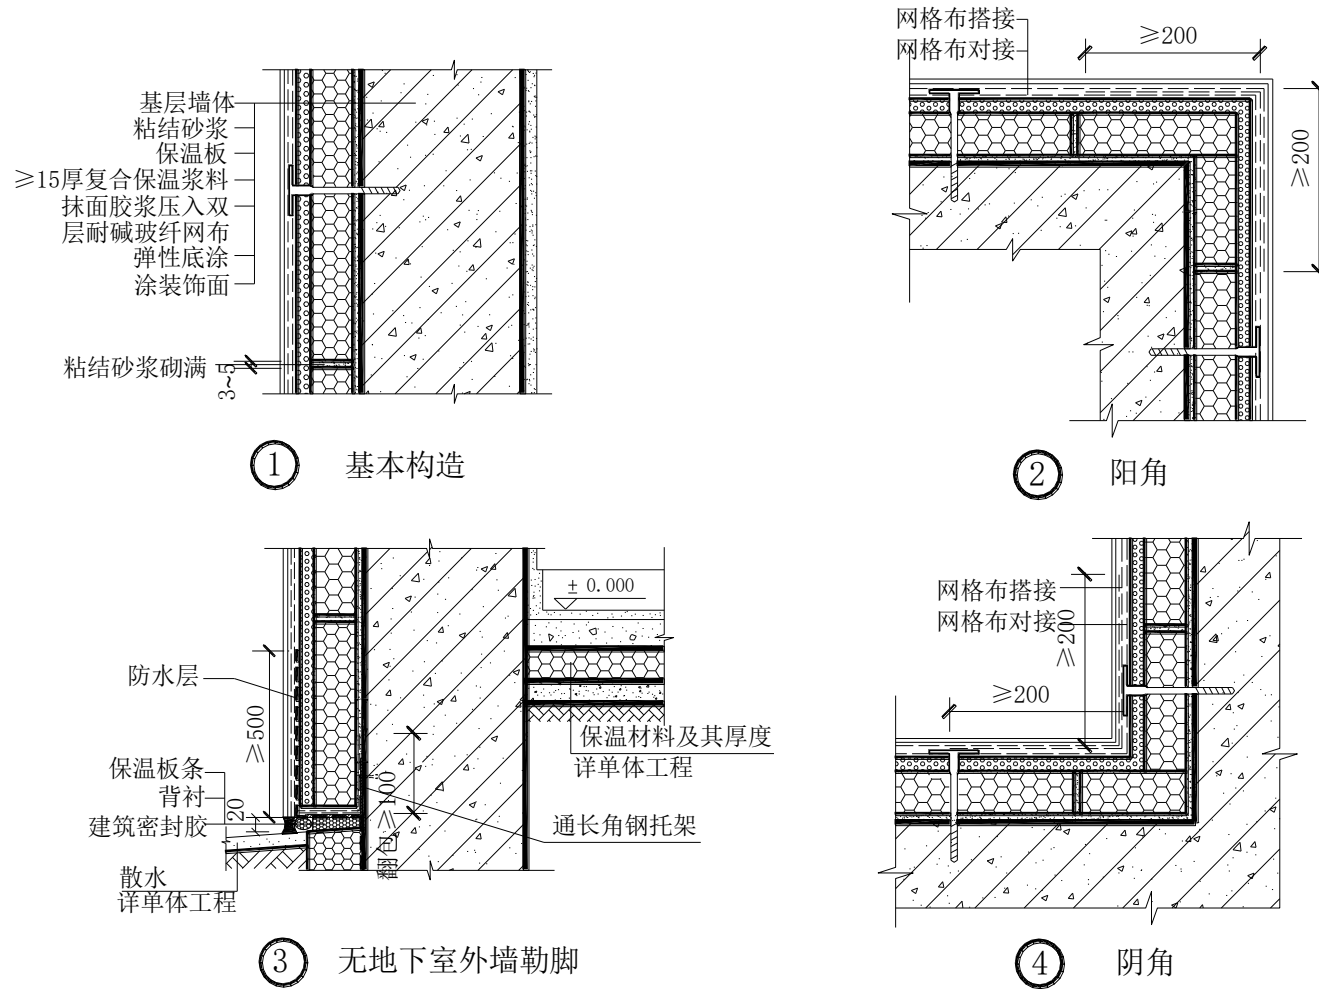 基层墙体
粘结砂浆
保温板
≥15厚复合保温浆料
抹面胶浆压入双
层耐碱玻纤网布
弹性底涂
涂装饰面
粘结砂浆砌满
3~5
1 基本构造
网格布搭接
网格布对接
≥200
≥200
2 阳角
± 0.000
防水层
≥500
保温板条
背衬
建筑密封胶
20
散水
详单体工程
翻包≥100
保温材料及其厚度
详单体工程
通长角钢托架
3 无地下室外墙勒脚
网格布搭接
网格布对接
≥200
≥200
4 阴角